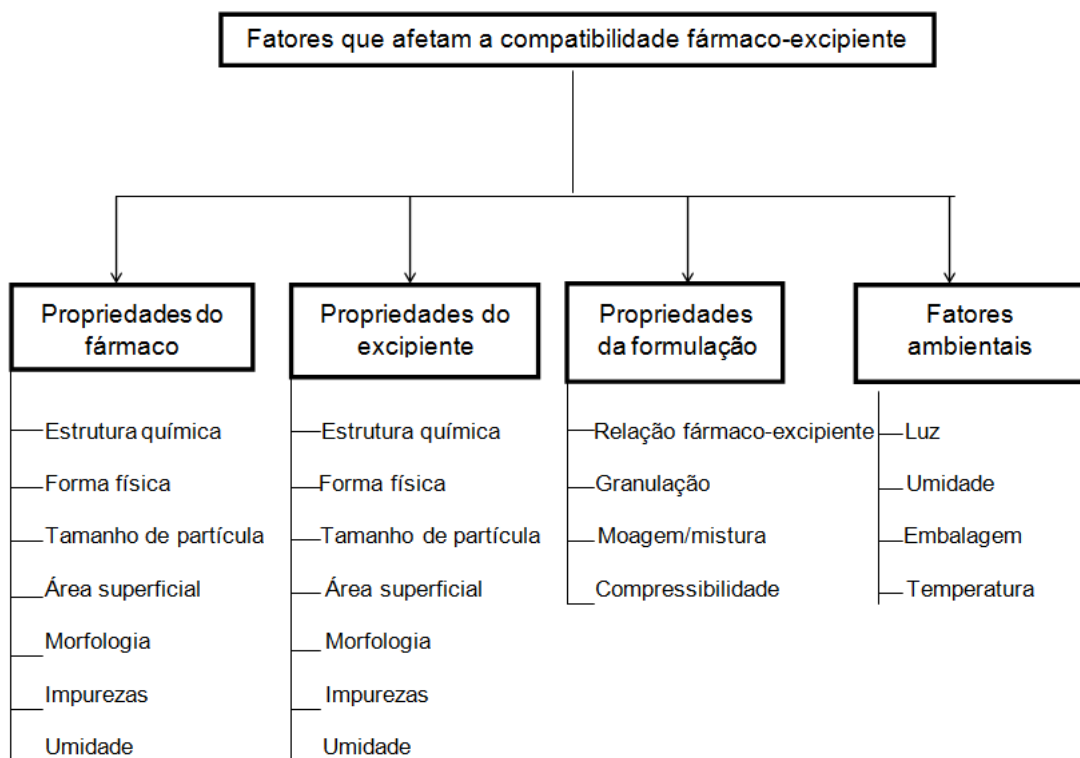 Fatores que afetam a compatibilidade fármaco-excipiente
Propriedades do
fármaco
Estrutura química
Forma física
Tamanho de partícula
Área superficial
Morfologia
Impurezas
Umidade
Propriedades do
excipiente
Estrutura química
Forma física
Tamanho de partícula
Área superficial
Morfologia
Impurezas
Umidade
Propriedades
da formulação
Relação fármaco-excipiente
Granulação
Moagem/mistura
Compressibilidade
Fatores
ambientais
Luz
Umidade
Embalagem
Temperatura